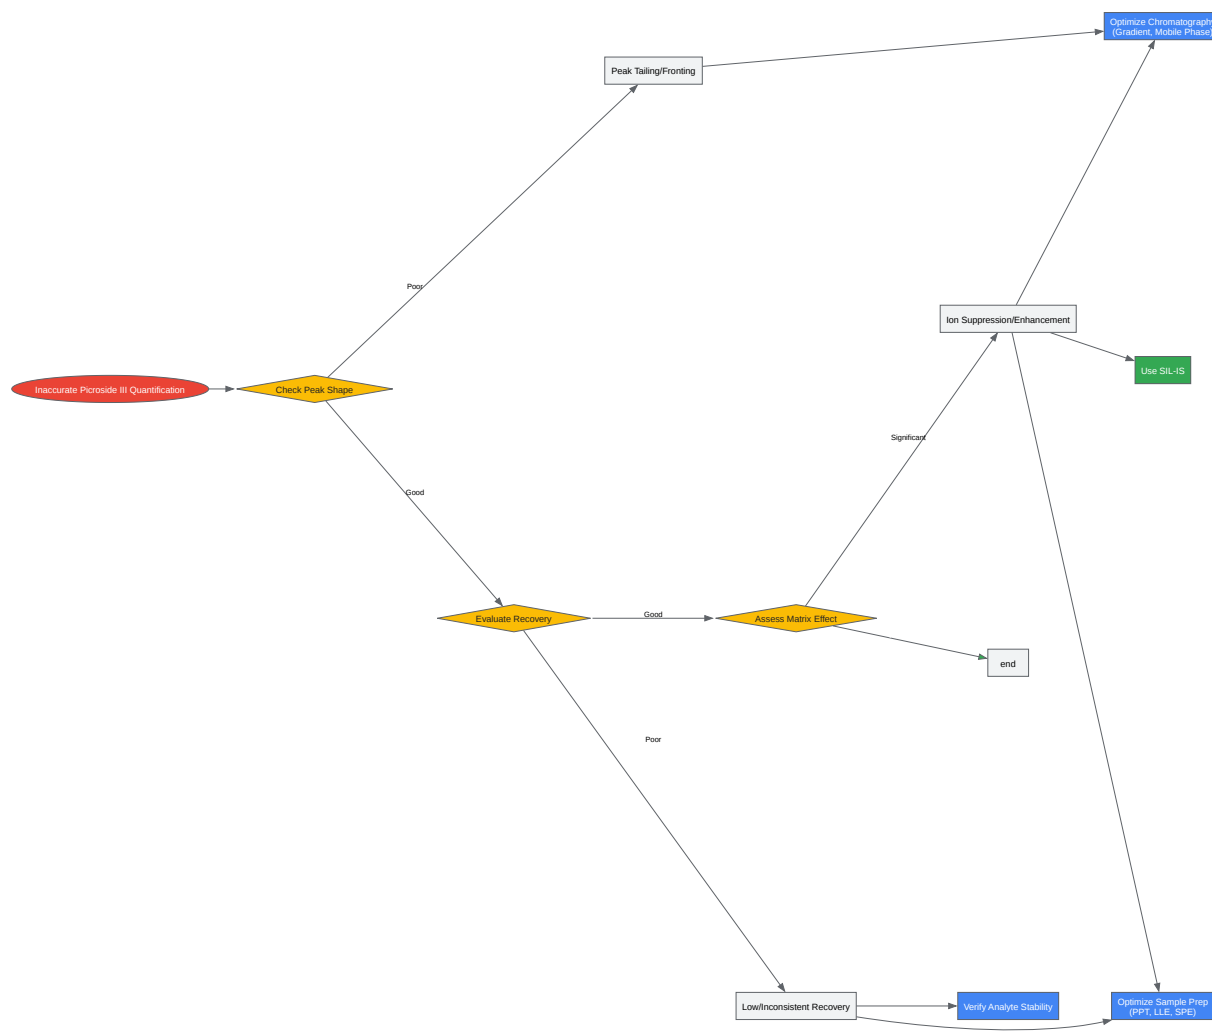 Optimize Chromatography
(Gradient, Mobile Phase)
Peak Tailing/Fronting
Poor
Ion Suppression/Enhancement
Use SIL-IS
Inaccurate Picroside III Quantification
Check Peak Shape
Significant
Good
Evaluate Recovery
Good
Assess Matrix Effect
end
Poor
Low/Inconsistent Recovery
Verify Analyte Stability
Optimize Sample Prep
(PPT, LLE, SPE)